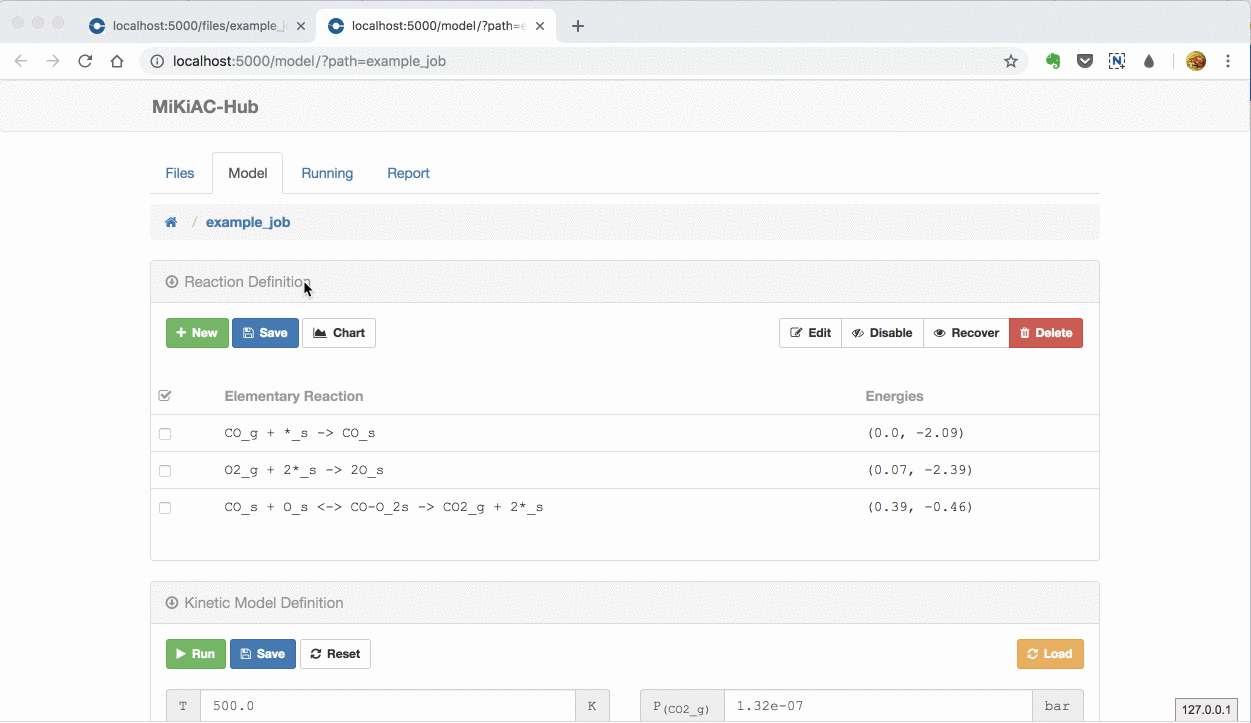 localhost:5000/files/example_j
localhost:5000/model/?path=e
localhost:5000/model/?path=example_job
MiKiAC-Hub
Files Model Running Report
/ example_job
Reaction Definition
New Save Chart Edit Disable Recover Delete
Elementary Reaction Energies
CO_g + *_s -> CO_s (0.0, -2.09)
O2_g + 2*_s -> 2O_s (0.07, -2.39)
CO_s + O_s <-> CO-O_2s -> CO2_g + 2*_s (0.39, -0.46)
Kinetic Model Definition
Run Save Reset Load
T 500.0 K P(CO2_g) 1.32e-07 bar
127.0.0.1